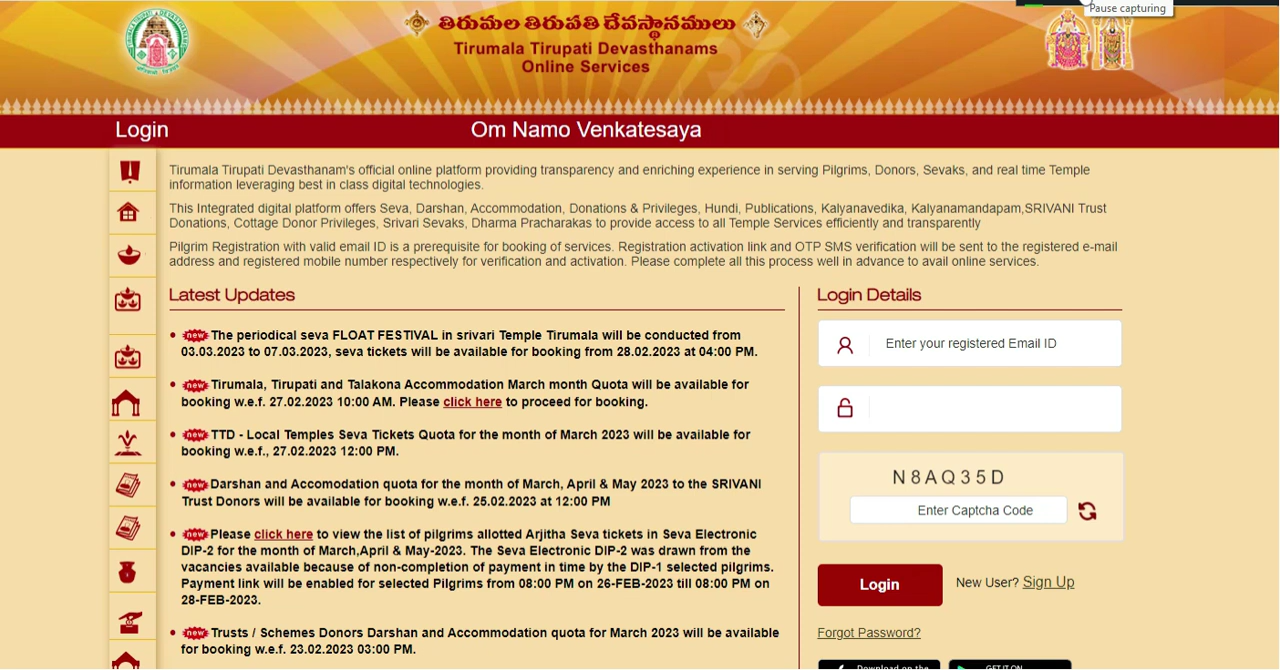 Pause capturing
తిరుమల తిరుపతి దేవస్థానములు
Tirumala Tirupati Devasthanams
Online Services
Login
Om Namo Venkatesaya
Tirumala Tirupati Devasthanam's official online platform providing transparency and enriching experience in serving Pilgrims, Donors, Sevaks, and real time Temple
information leveraging best in class digital technologies.
This Integrated digital platform offers Seva, Darshan, Accommodation, Donations & Privileges, Hundi, Publications, Kalyanavedika, Kalyanamandapam,SRIVANI Trust
Donations, Cottage Donor Privileges, Srivari Sevaks, Dharma Pracharakas to provide access to all Temple Services efficiently and transparently
Pilgrim Registration with valid email ID is a prerequisite for booking of services. Registration activation link and OTP SMS verification will be sent to the registered e-mail
address and registered mobile number respectively for verification and activation. Please complete all this process well in advance to avail online services.
Latest Updates
new The periodical seva FLOAT FESTIVAL in srivari Temple Tirumala will be conducted from
03.03.2023 to 07.03.2023, seva tickets will be available for booking from 28.02.2023 at 04:00 PM.
new Tirumala, Tirupati and Talakona Accommodation March month Quota will be available for
booking w.e.f. 27.02.2023 10:00 AM. Please click here to proceed for booking.
new TTD - Local Temples Seva Tickets Quota for the month of March 2023 will be available for
booking w.e.f., 27.02.2023 12:00 PM.
new Darshan and Accomodation quota for the month of March, April & May 2023 to the SRIVANI
Trust Donors will be available for booking w.e.f. 25.02.2023 at 12:00 PM
new Please click here to view the list of pilgrims allotted Arjitha Seva tickets in Seva Electronic
DIP-2 for the month of March,April & May-2023. The Seva Electronic DIP-2 was drawn from the
vacancies available because of non-completion of payment in time by the DIP-1 selected pilgrims.
Payment link will be enabled for selected Pilgrims from 08:00 PM on 26-FEB-2023 till 08:00 PM on
28-FEB-2023.
new Trusts / Schemes Donors Darshan and Accommodation quota for March 2023 will be available
for booking w.e.f. 23.02.2023 03:00 PM.
Login Details
Enter your registered Email ID
N8AQ35D
Enter Captcha Code
Login
New User? Sign Up
Forgot Password?
Download on the
GET IT ON